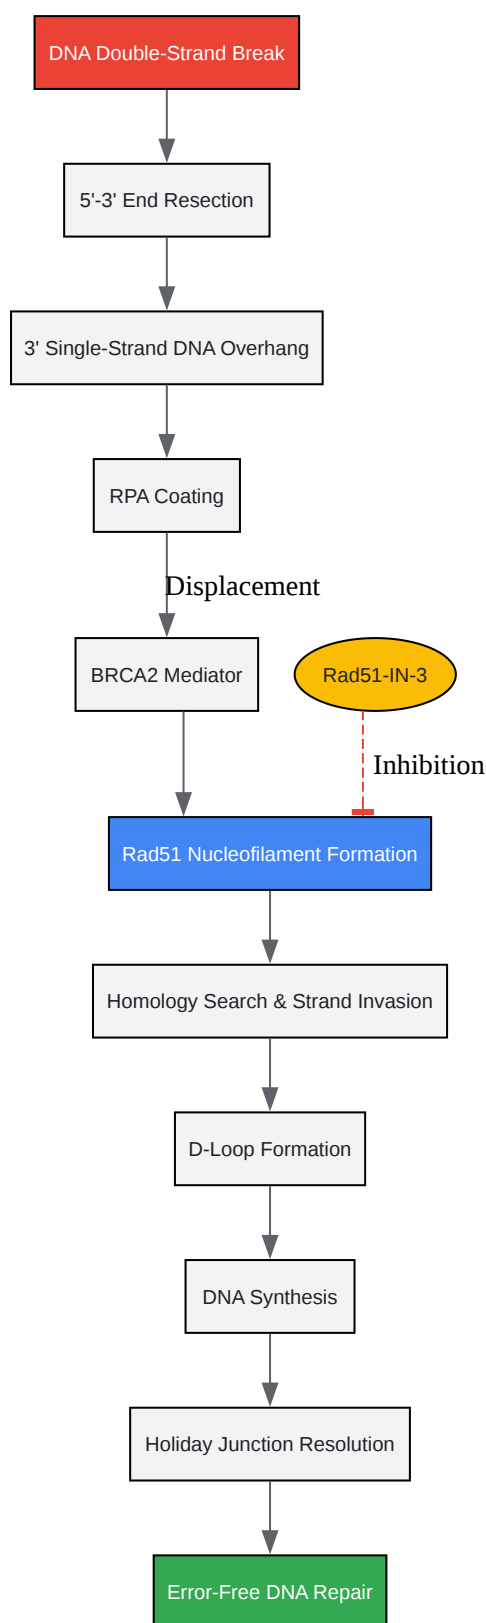 DNA Double-Strand Break
5'-3' End Resection
3' Single-Strand DNA Overhang
RPA Coating
Displacement
BRCA2 Mediator
Rad51-IN-3
Inhibition
Rad51 Nucleofilament Formation
Homology Search & Strand Invasion
D-Loop Formation
DNA Synthesis
Holiday Junction Resolution
Error-Free DNA Repair